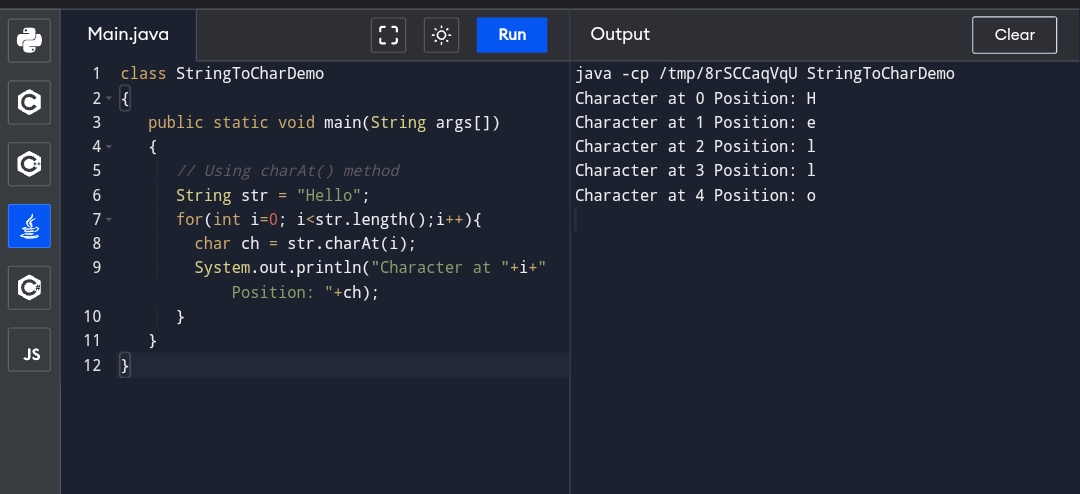 Main.java
Run
1 class StringToCharDemo
2 {
3 public static void main(String args[])
4 {
5 // Using charAt() method
6 String str = "Hello";
7 for(int i=0; i<str.length();i++){
8 char ch = str.charAt(i);
9 System.out.println("Character at "+i+"
Position: "+ch);
10 }
11 }
12 }
Output
Clear
java -cp /tmp/8rSCCaqVqU StringToCharDemo
Character at 0 Position: H
Character at 1 Position: e
Character at 2 Position: l
Character at 3 Position: l
Character at 4 Position: o
C
C
C
JS